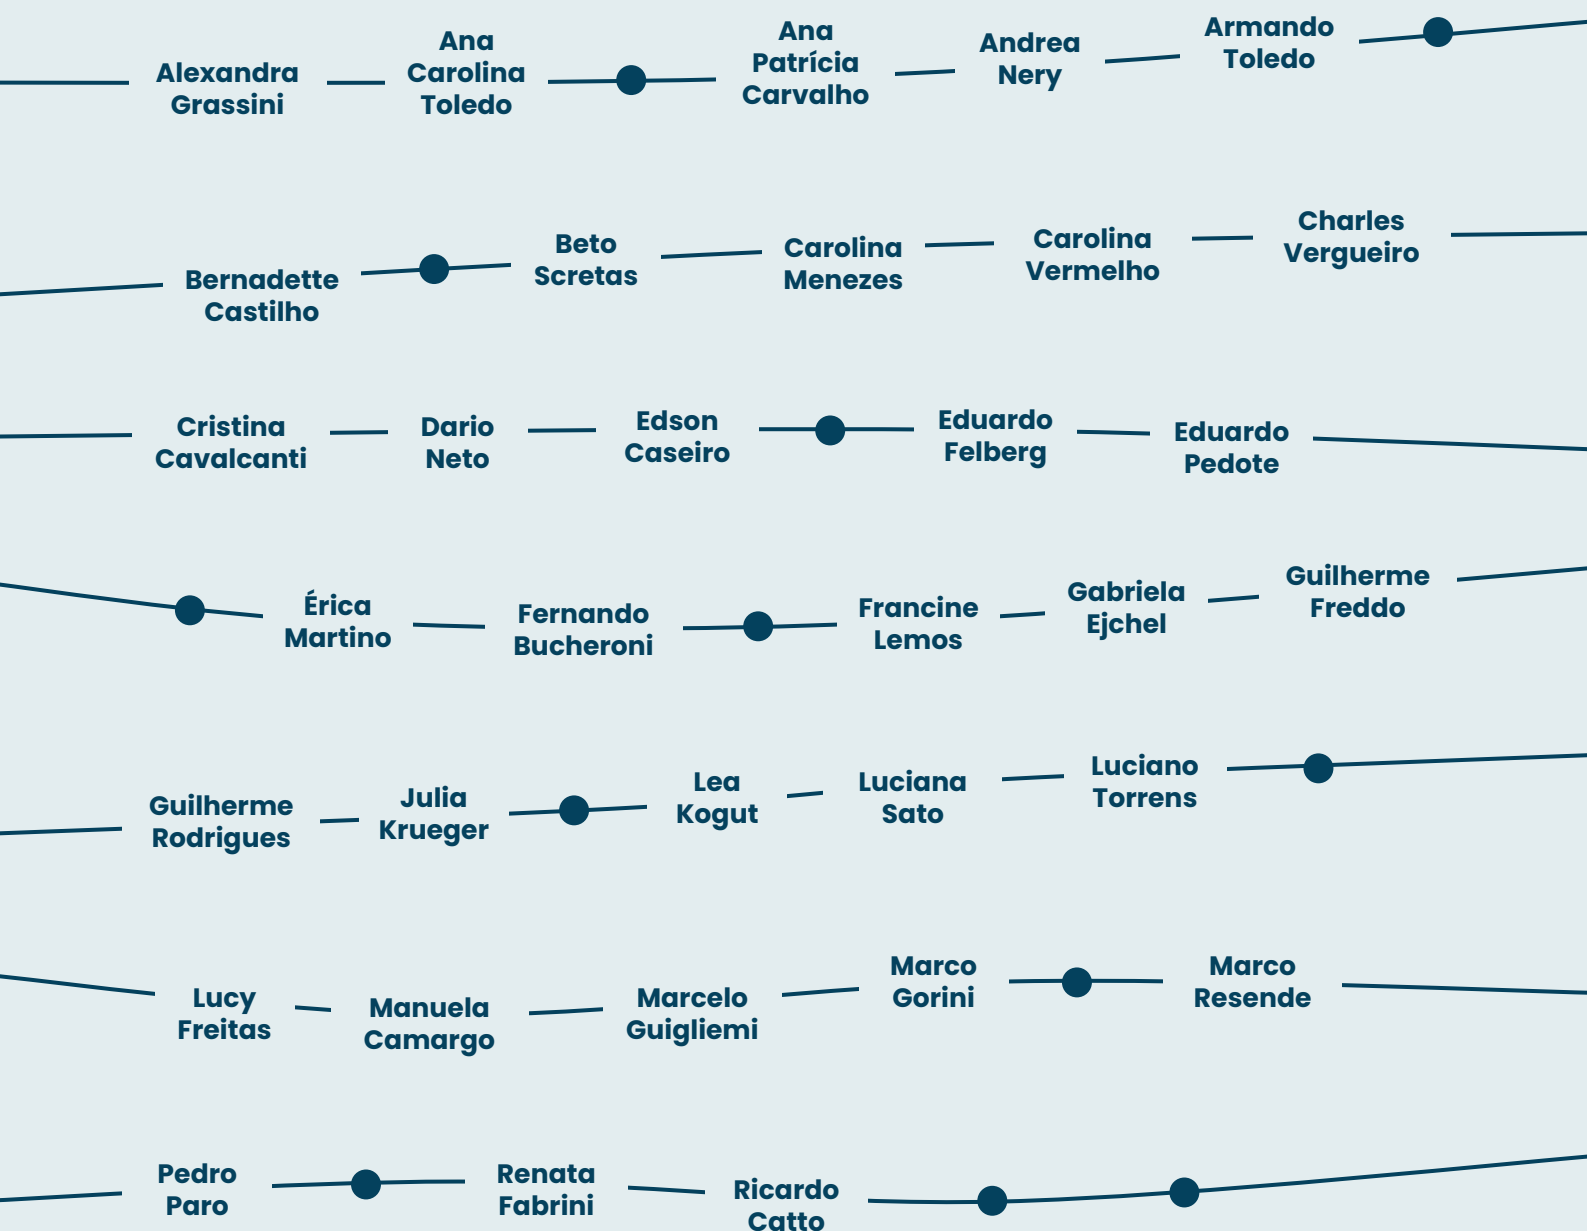 Alexandra
Grassini
Ana
Carolina
Toledo
Ana
Patrícia
Carvalho
Andrea
Nery
Armando
Toledo
Bernadette
Castilho
Beto
Scretas
Carolina
Menezes
Carolina
Vermelho
Charles
Vergueiro
Cristina
Cavalcanti
Dario
Neto
Edson
Caseiro
Eduardo
Felberg
Eduardo
Pedote
Érica
Martino
Fernando
Bucheroni
Francine
Lemos
Gabriela
Ejchel
Guilherme
Freddo
Guilherme
Rodrigues
Julia
Krueger
Lea
Kogut
Luciana
Sato
Luciano
Torrens
Lucy
Freitas
Manuela
Camargo
Marcelo
Guigliemi
Marco
Gorini
Marco
Resende
Pedro
Paro
Renata
Fabrini
Ricardo
Catto